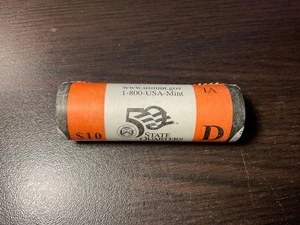 www.usmint.gov
1-800-USA-Mint
IA
50
STATE
QUARTERS
$10
D